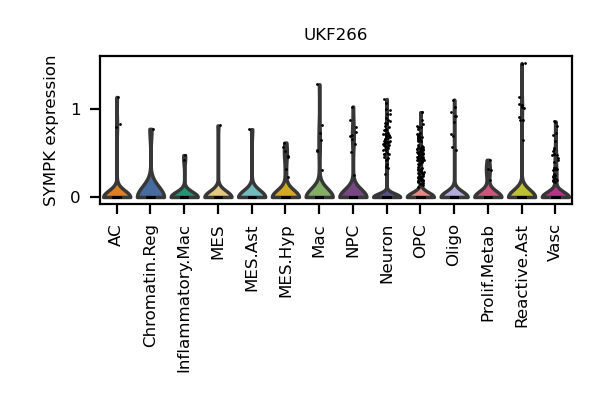 UKF266
SYMPK expression
1
0
AC
Chromatin.Reg
Inflammatory.Mac
MES
MES.Ast
MES.Hyp
Mac
NPC
Neuron
OPC
Oligo
Prolif.Metab
Reactive.Ast
Vasc